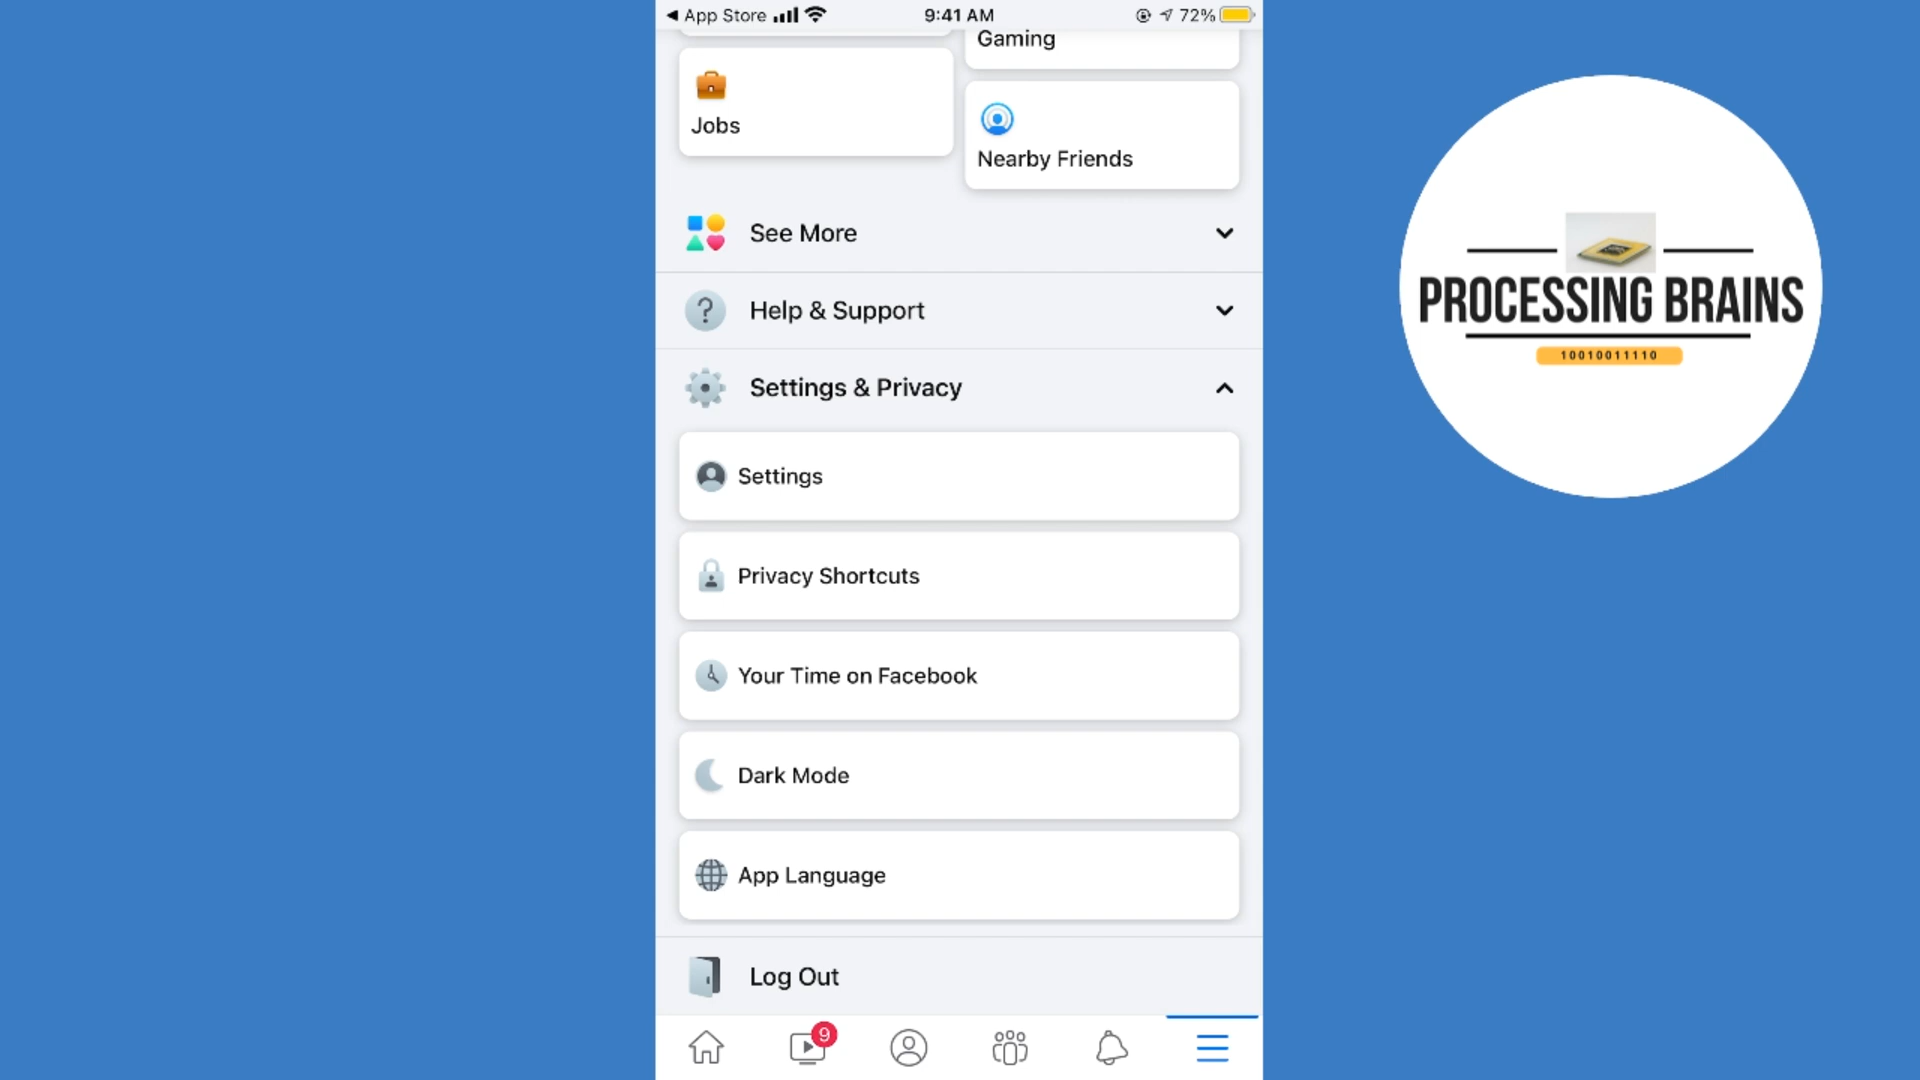 App Store
9:41 AM
72%
Gaming
Jobs
Nearby Friends
See More
Help & Support
Settings & Privacy
Settings
Privacy Shortcuts
Your Time on Facebook
Dark Mode
App Language
Log Out
9
PROCESSING BRAINS
10010011110